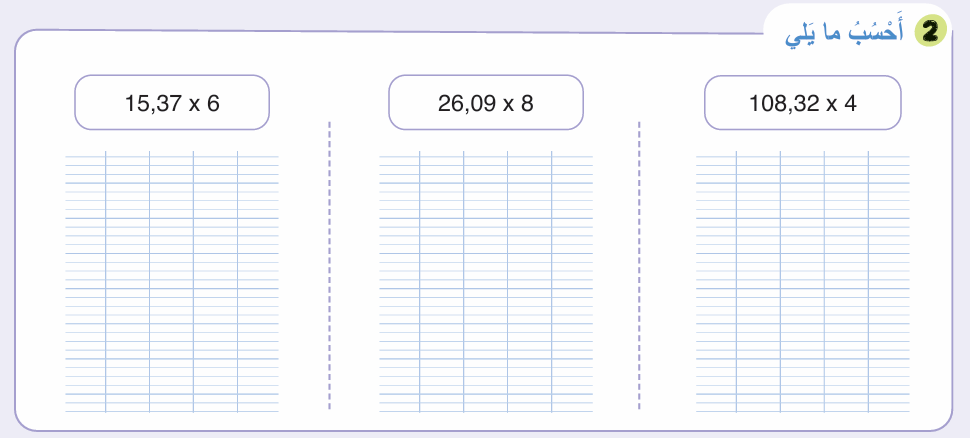 2 أَحْسُبُ ما يَلي
108,32 x 4
26,09 x 8
15,37 x 6